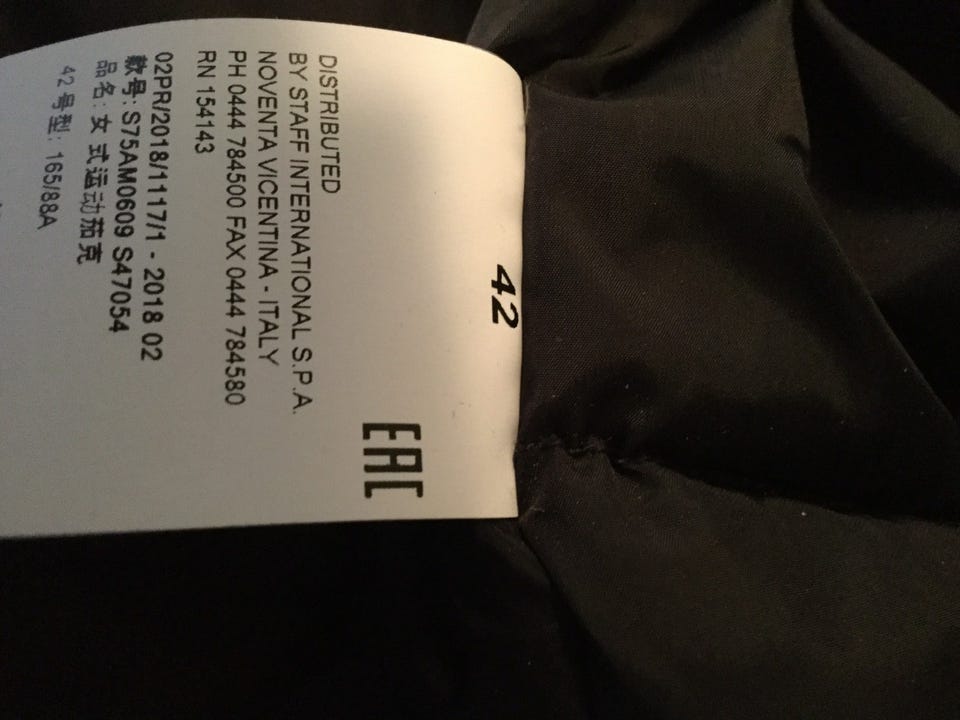 42
EAC
DISTRIBUTED
BY STAFF INTERNATIONAL S.P.A.
NOVENTA VICENTINA - ITALY
PH 0444 784500 FAX 0444 784580
RN 154143
02PR/2018/1117/1 - 2018 02
款号: S75AM0609 S47054
品名: 女式运动茄克
42 号型: 165/88A